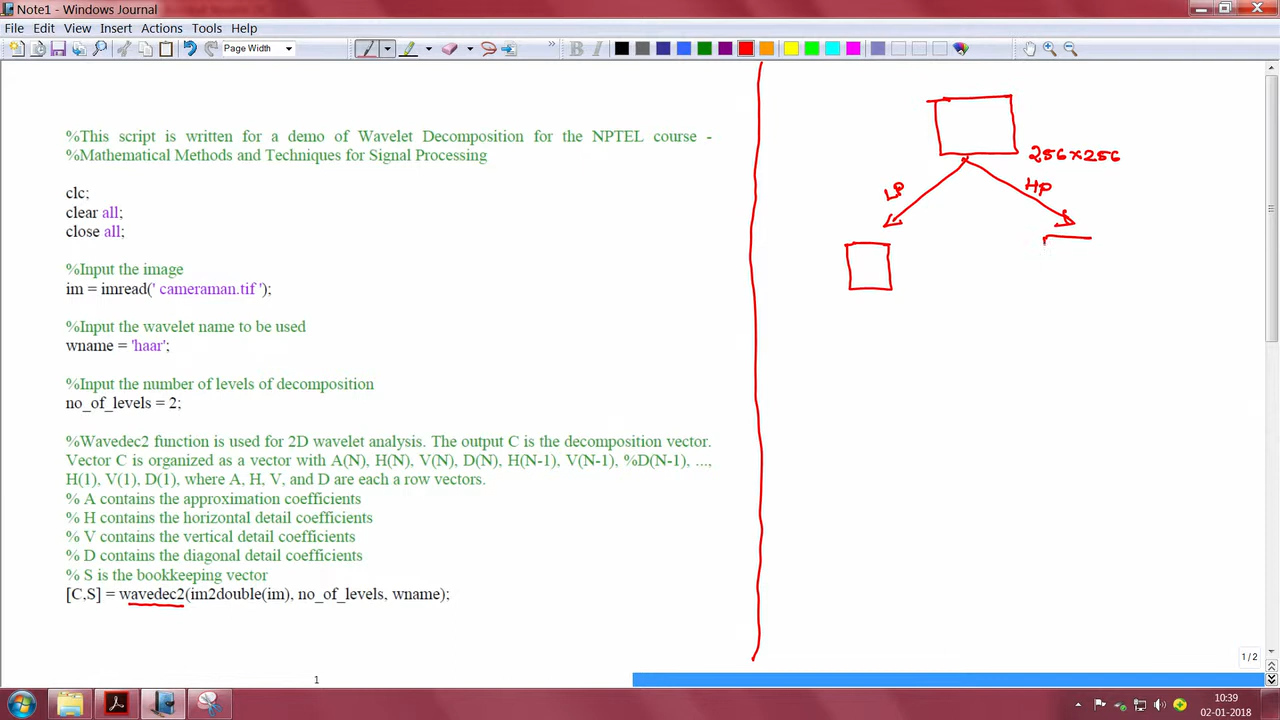 Note1 - Windows Journal
File Edit View Insert Actions Tools Help
Page Width
%This script is written for a demo of Wavelet Decomposition for the NPTEL course -
%Mathematical Methods and Techniques for Signal Processing
clc;
clear all;
close all;
%Input the image
im = imread(' cameraman.tif ');
%Input the wavelet name to be used
wname = 'haar';
%Input the number of levels of decomposition
no_of_levels = 2;
%Wavedec2 function is used for 2D wavelet analysis. The output C is the decomposition vector.
Vector C is organized as a vector with A(N), H(N), V(N), D(N), H(N-1), V(N-1), %D(N-1), ...,
H(1), V(1), D(1), where A, H, V, and D are each a row vectors.
% A contains the approximation coefficients
% H contains the horizontal detail coefficients
% V contains the vertical detail coefficients
% D contains the diagonal detail coefficients
% S is the bookkeeping vector
[C,S] = wavedec2(im2double(im), no_of_levels, wname);
256x256
LP
HP
1
1/2
10:39
02-01-2018